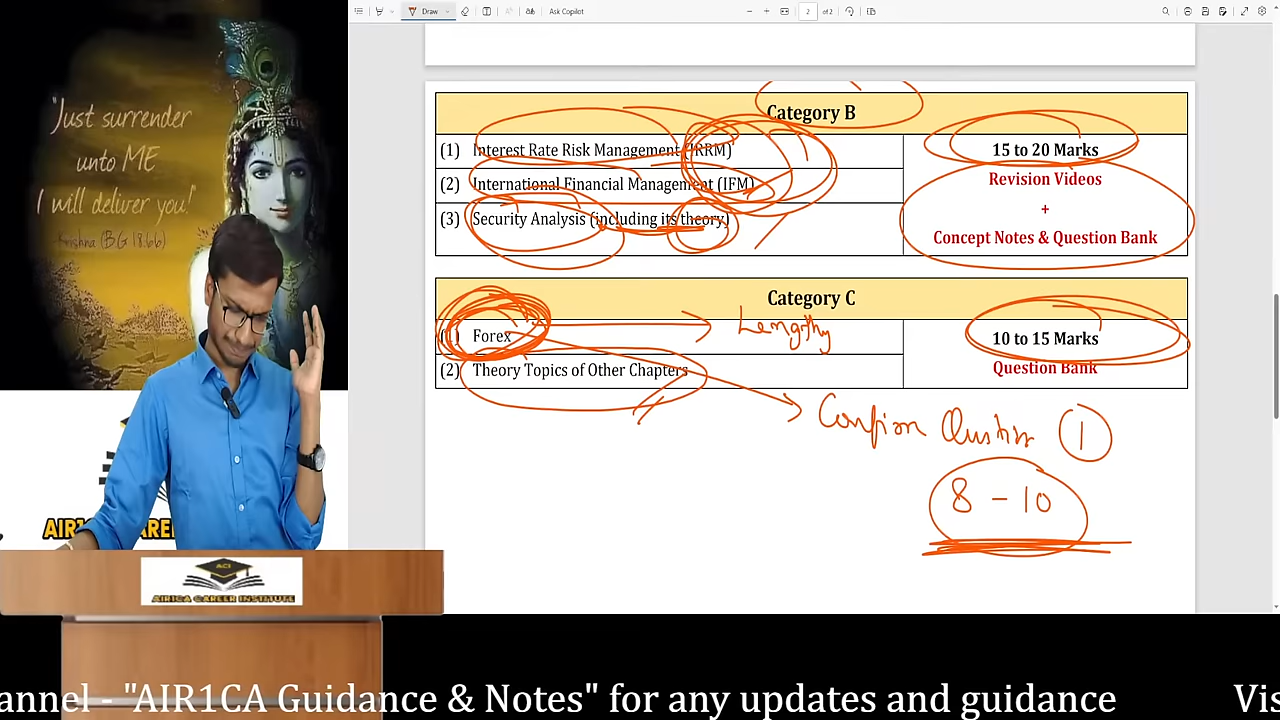 "Just surrender
unto ME
I will deliver you!"
- Krishna (BG 18:66)
Draw
Ask Copilot
2 of 2
Category B
(1) Interest Rate Risk Management (IRRM)
15 to 20 Marks
(2) International Financial Management (IFM)
Revision Videos
+
(3) Security Analysis (including its theory)
Concept Notes & Question Bank
Category C
(1) Forex
Lengthy
10 to 15 Marks
(2) Theory Topics of Other Chapters
Question Bank
Confirm Question 1
8 - 10
ACI
AIR1CA CAREER INSTITUTE
annel - "AIR1CA Guidance & Notes" for any updates and guidance
Vis